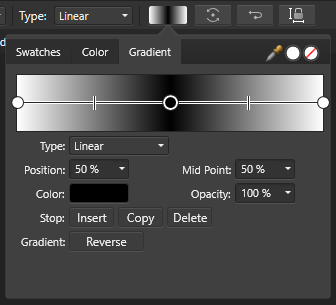 Type: Linear
Swatches Color Gradient
Type: Linear
Position: 50 % Mid Point: 50 %
Color: Opacity: 100 %
Stop: Insert Copy Delete
Gradient: Reverse